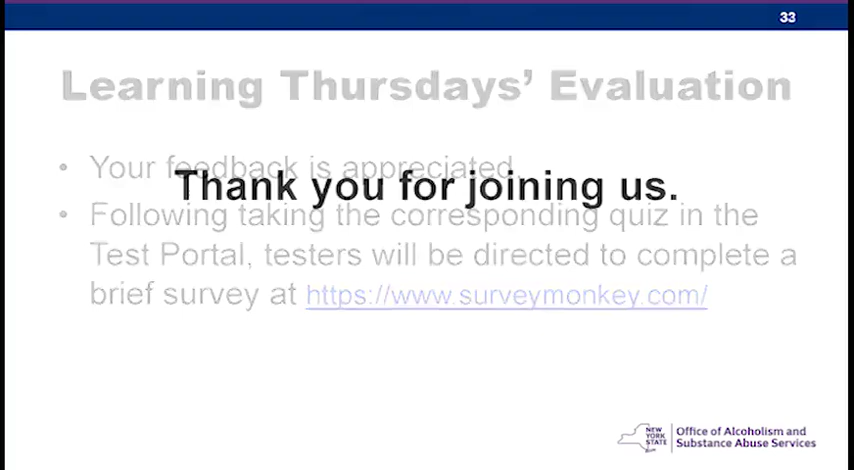 33
Learning Thursdays’ Evaluation
• Your feedback is appreciated.
Thank you for joining us.
• Following taking the corresponding quiz in the
Test Portal, testers will be directed to complete a
brief survey at https://www.surveymonkey.com/
NEW
YORK
STATE
Office of Alcoholism and
Substance Abuse Services